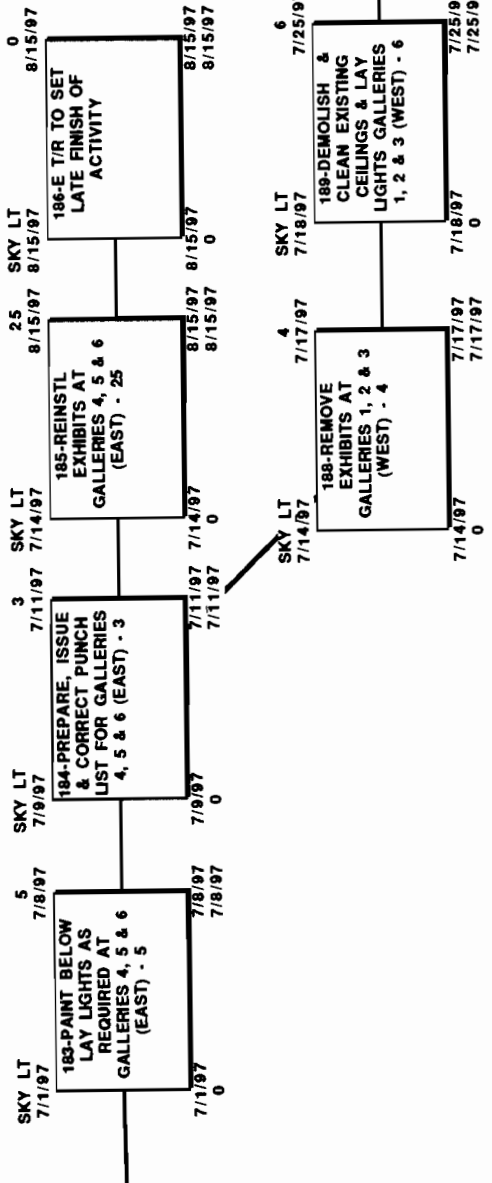 SKY LT 5
7/1/97 7/8/97
183-PAINT BELOW
LAY LIGHTS AS
REQUIRED AT
GALLERIES 4, 5 & 6
(EAST) - 5
7/1/97 7/8/97
0 7/8/97
SKY LT 3
7/9/97 7/11/97
184-PREPARE, ISSUE
& CORRECT PUNCH
LIST FOR GALLERIES
4, 5 & 6 (EAST) - 3
7/9/97 7/11/97
0 7/11/97
SKY LT 25
7/14/97 8/15/97
185-REINSTL
EXHIBITS AT
GALLERIES 4, 5 & 6
(EAST) - 25
7/14/97 8/15/97
0 8/15/97
SKY LT 0
8/15/97 8/15/97
186-E T/R TO SET
LATE FINISH OF
ACTIVITY
8/15/97 8/15/97
0 8/15/97
SKY LT 4
7/14/97 7/17/97
188-REMOVE
EXHIBITS AT
GALLERIES 1, 2 & 3
(WEST) - 4
7/14/97 7/17/97
0 7/17/97
SKY LT 6
7/18/97 7/25/9
189-DEMOLISH &
CLEAN EXISTING
CEILINGS & LAY
LIGHTS GALLERIES
1, 2 & 3 (WEST) - 6
7/18/97 7/25/9
0 7/25/9